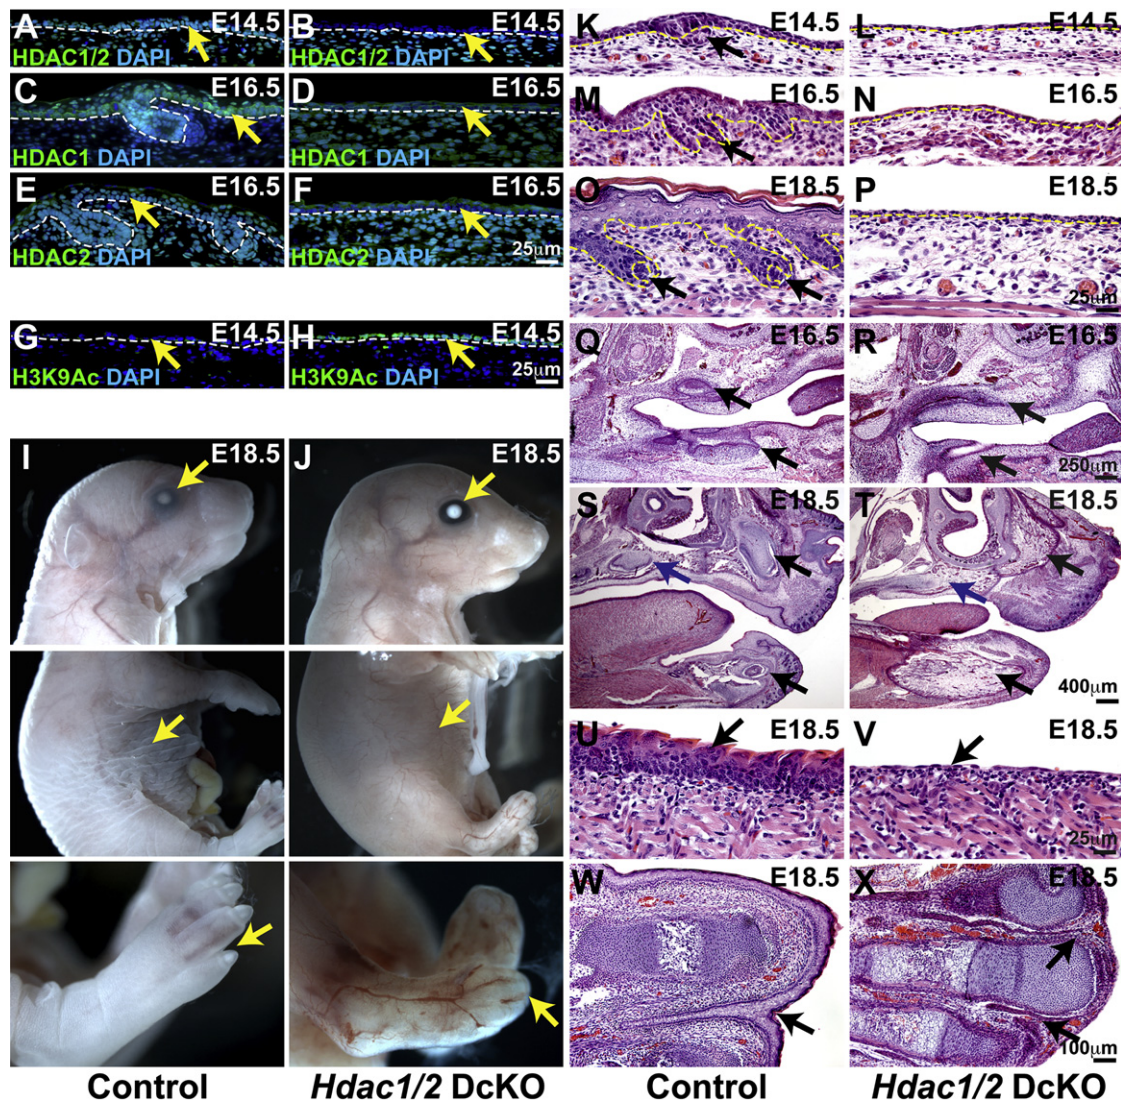 A E14.5 B E14.5 K E14.5 L E14.5
HDAC1/2 DAPI HDAC1/2 DAPI
C E16.5 D E16.5 M E16.5 N E16.5
HDAC1 DAPI HDAC1 DAPI
E E16.5 F E16.5 O E18.5 P E18.5
25μm
HDAC2 DAPI HDAC2 DAPI
25μm
G E14.5 H E14.5 Q E16.5 R E16.5
H3K9Ac DAPI H3K9Ac DAPI 25μm
I E18.5 J E18.5
250μm
S E18.5 T E18.5
400μm
U E18.5 V E18.5
25μm
W E18.5 X E18.5
100μm
Control Hdac1/2 DcKO Control Hdac1/2 DcKO